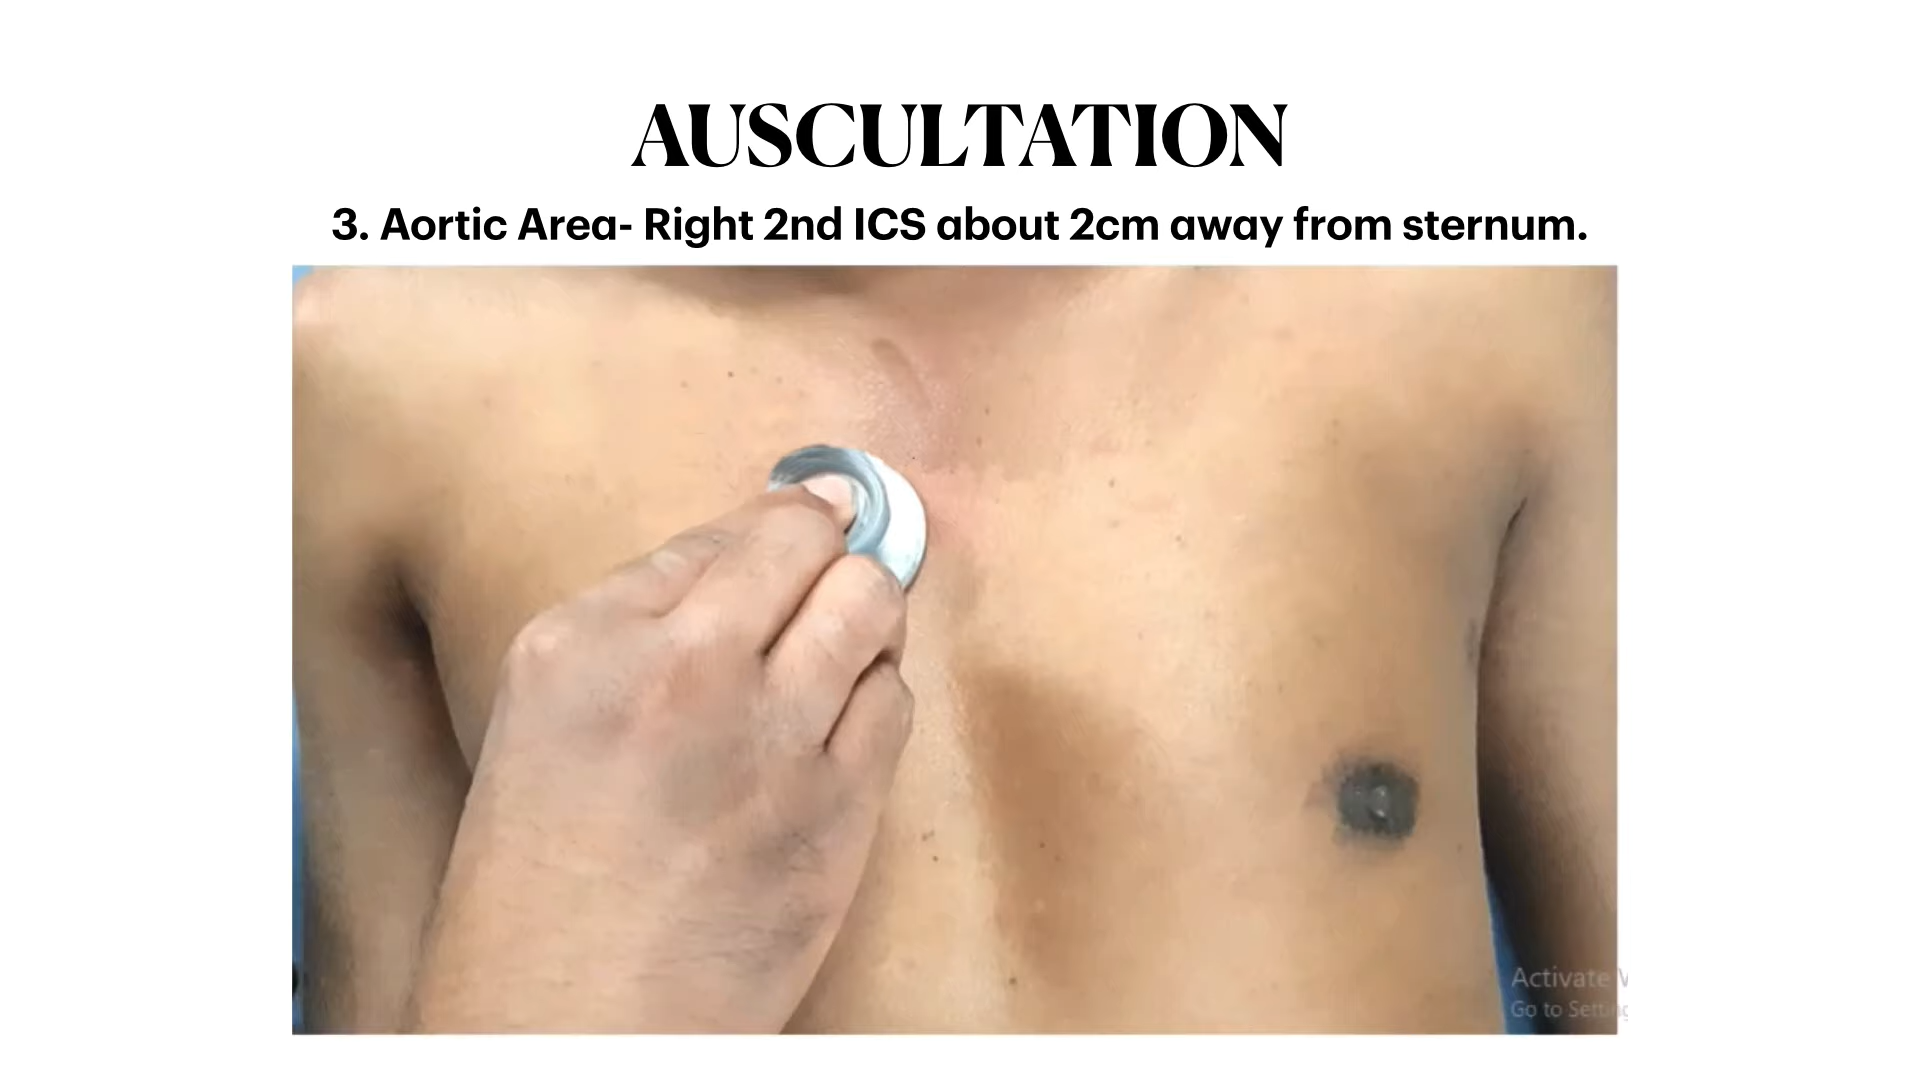 AUSCULTATION
3. Aortic Area- Right 2nd ICS about 2cm away from sternum.
Activate
Go to